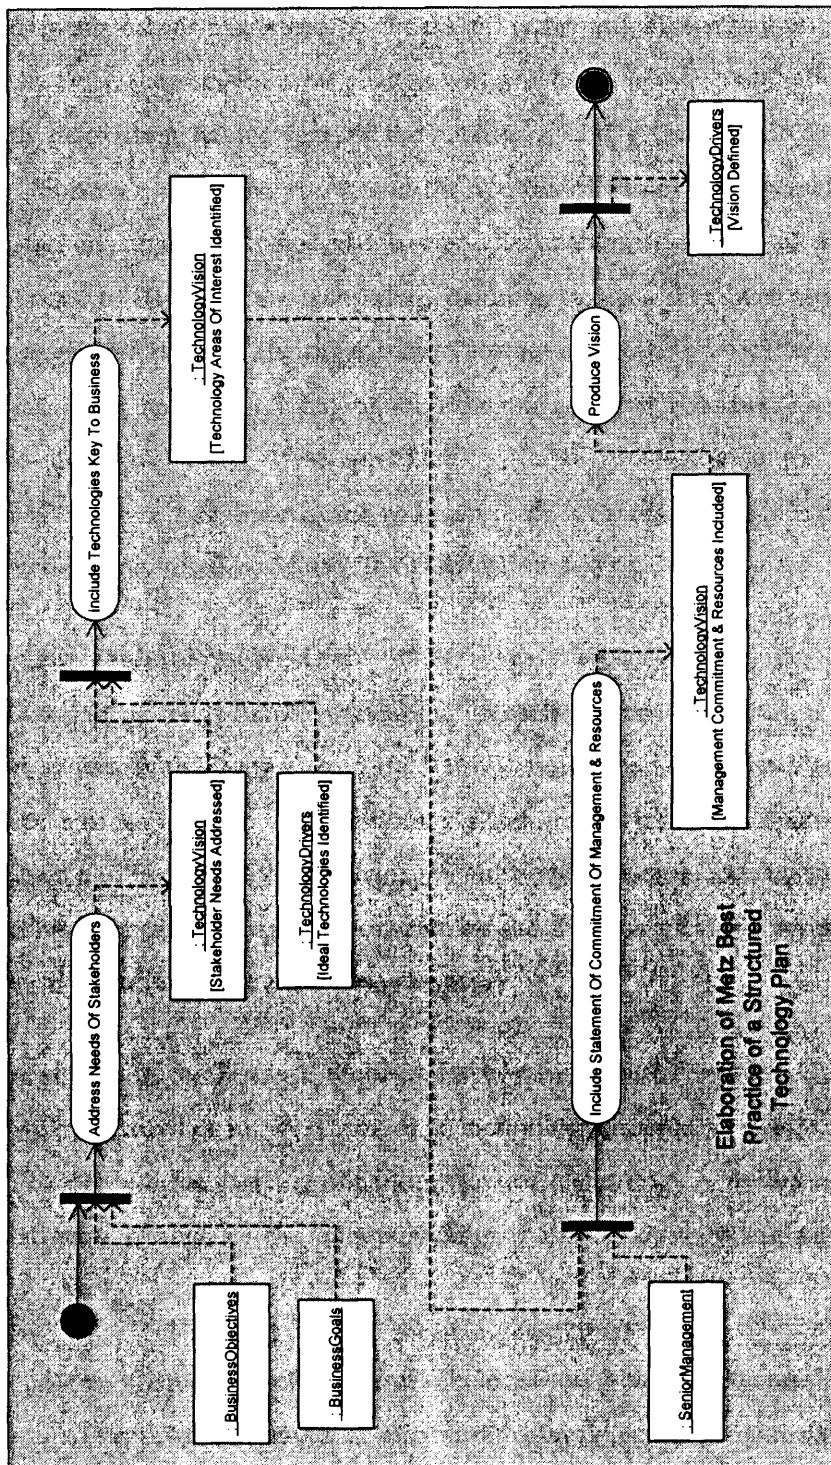 Address Needs Of Stakeholders
Include Technologies Key To Business
: BusinessObjectives
: BusinessGoals
: TechnologyVision
[Stakeholder Needs Addressed]
: TechnologyDrivers
[Ideal Technologies Identified]
: TechnologyVision
[Technology Areas Of Interest Identified]
Include Statement Of Commitment Of Management & Resources
Produce Vision
: SeniorManagement
: TechnologyVision
[Management Commitment & Resources Included]
: TechnologyDrivers
[Vision Defined]
Elaboration of Metz Best
Practice of a Structured
Technology Plan